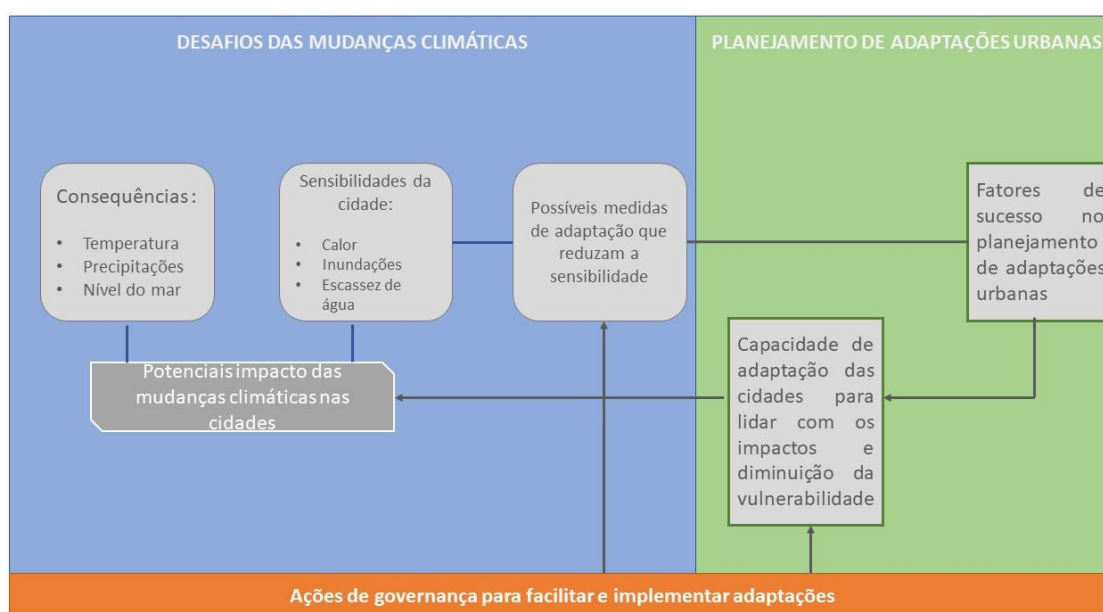 DESAFIOS DAS MUDANÇAS CLIMÁTICAS
PLANEJAMENTO DE ADAPTAÇÕES URBANAS
Consequências :
• Temperatura
• Precipitações
• Nível do mar
Sensibilidades da
cidade:
• Calor
• Inundações
• Escassez de
água
Possíveis medidas
de adaptação que
reduzam a
sensibilidade
Fatores de
sucesso no
planejamento
de adaptações
urbanas
Potenciais impacto das
mudanças climáticas nas
cidades
Capacidade de
adaptação das
cidades para
lidar com os
impactos e
diminuição da
vulnerabilidade
Ações de governança para facilitar e implementar adaptações